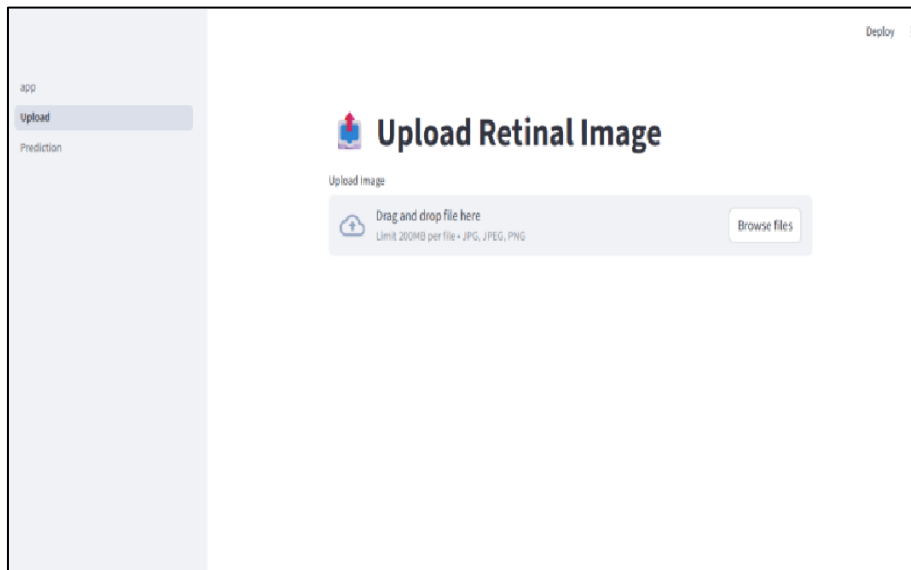 Deploy
app
Upload
Prediction
Upload Retinal Image
Upload Image
Drag and drop file here
Limit 200MB per file • JPG, JPEG, PNG
Browse files